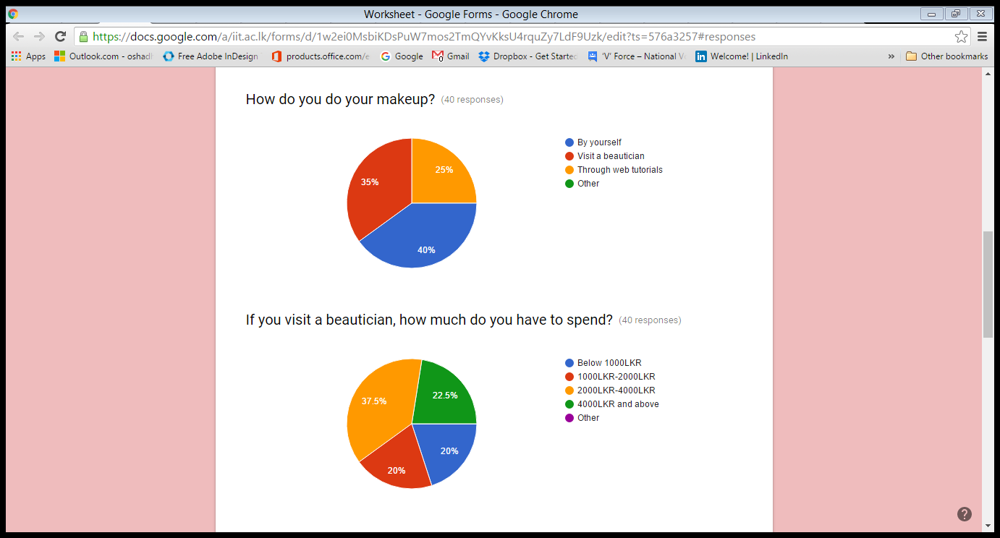 Worksheet - Google Forms - Google Chrome
https://docs.google.com/a/iit.ac.lk/forms/d/1w2ei0MsbiKDsPuW7mos2TmQYvKksU4rquZy7LdF9Uzk/edit?ts=576a3257#responses
Apps Outlook.com - oshad Free Adobe InDesign products.office.com/e Google Gmail Dropbox - Get Started 'V' Force – National V Welcome! | LinkedIn » Other bookmarks
How do you do your makeup? (40 responses)
By yourself
Visit a beautician
Through web tutorials
Other
25%
35%
40%
If you visit a beautician, how much do you have to spend? (40 responses)
Below 1000LKR
1000LKR-2000LKR
2000LKR-4000LKR
4000LKR and above
Other
22.5%
37.5%
20%
20%
?